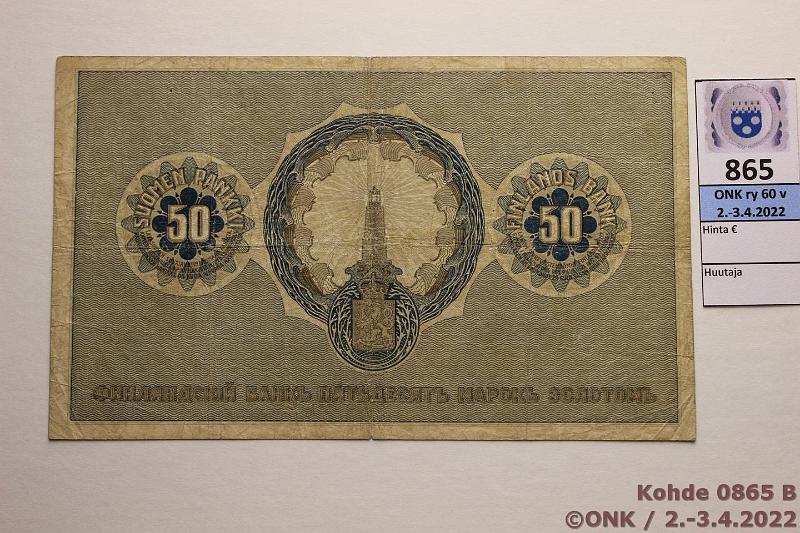 SUOMEN PANKKI
50
FINLANDS BANK
50
ФИНЛЯНДСКІЙ БАНКЪ ПЯТЬДЕСЯТЬ МАРОКЪ ЗОЛОТОМЪ
865
ONK ry 60 v
2.-3.4.2022
Hinta €
Huutaja
Kohde 0865 B
©ONK / 2.-3.4.2022